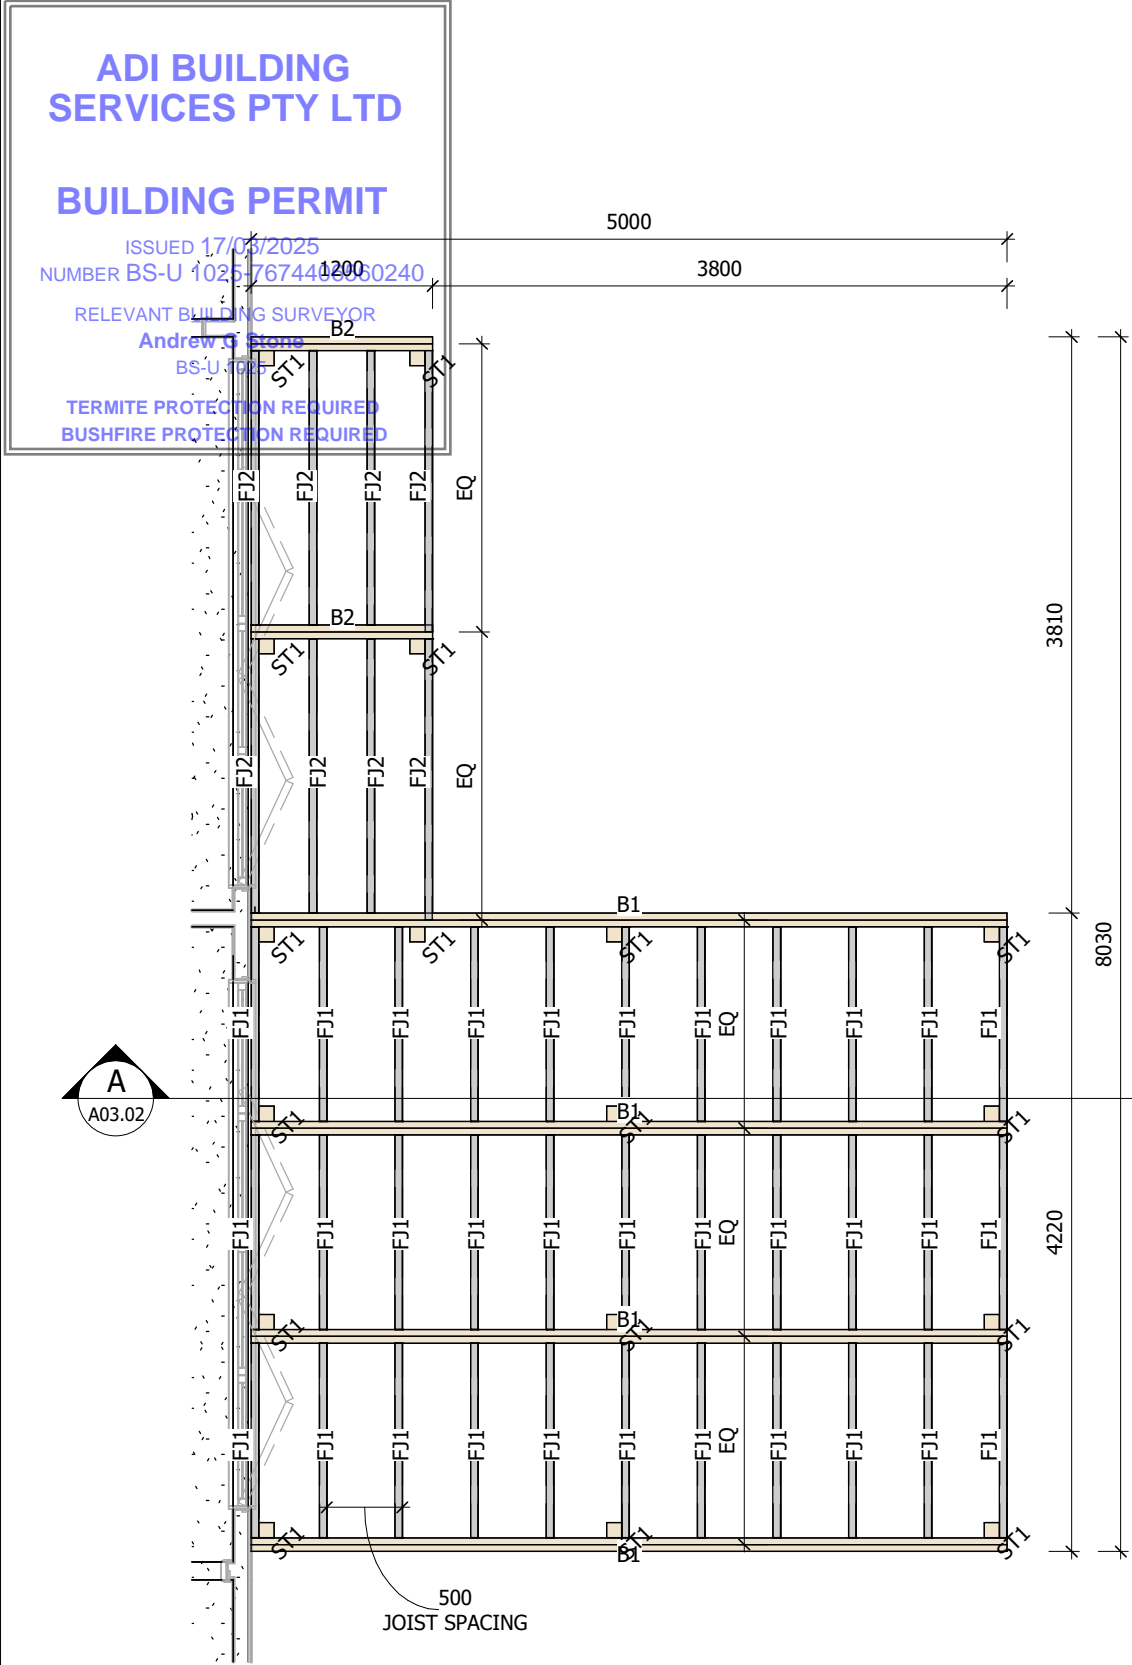 ADI BUILDING
SERVICES PTY LTD
BUILDING PERMIT
ISSUED 17/03/2025
NUMBER BS-U 1025-
RELEVANT BUILDING SURVEYOR
Andrew G Stone
BS-U 1025
TERMITE PROTECTION REQUIRED
BUSHFIRE PROTECTION REQUIRED
5000
1200
3800
B2
ST1
ST1
FJ2
FJ2
FJ2
FJ2
EQ
B2
ST1
ST1
3810
FJ2
FJ2
FJ2
FJ2
EQ
B1
ST1
ST1
ST1
ST1
8030
FJ1
FJ1
FJ1
FJ1
FJ1
FJ1
FJ1
EQ
FJ1
FJ1
FJ1
FJ1
A
A03.02
B1
ST1
ST1
ST1
FJ1
FJ1
FJ1
FJ1
FJ1
FJ1
FJ1
EQ
FJ1
FJ1
FJ1
FJ1
4220
B1
ST1
ST1
ST1
FJ1
FJ1
FJ1
FJ1
FJ1
FJ1
FJ1
EQ
FJ1
FJ1
FJ1
FJ1
ST1
ST1
ST1
B1
500
JOIST SPACING